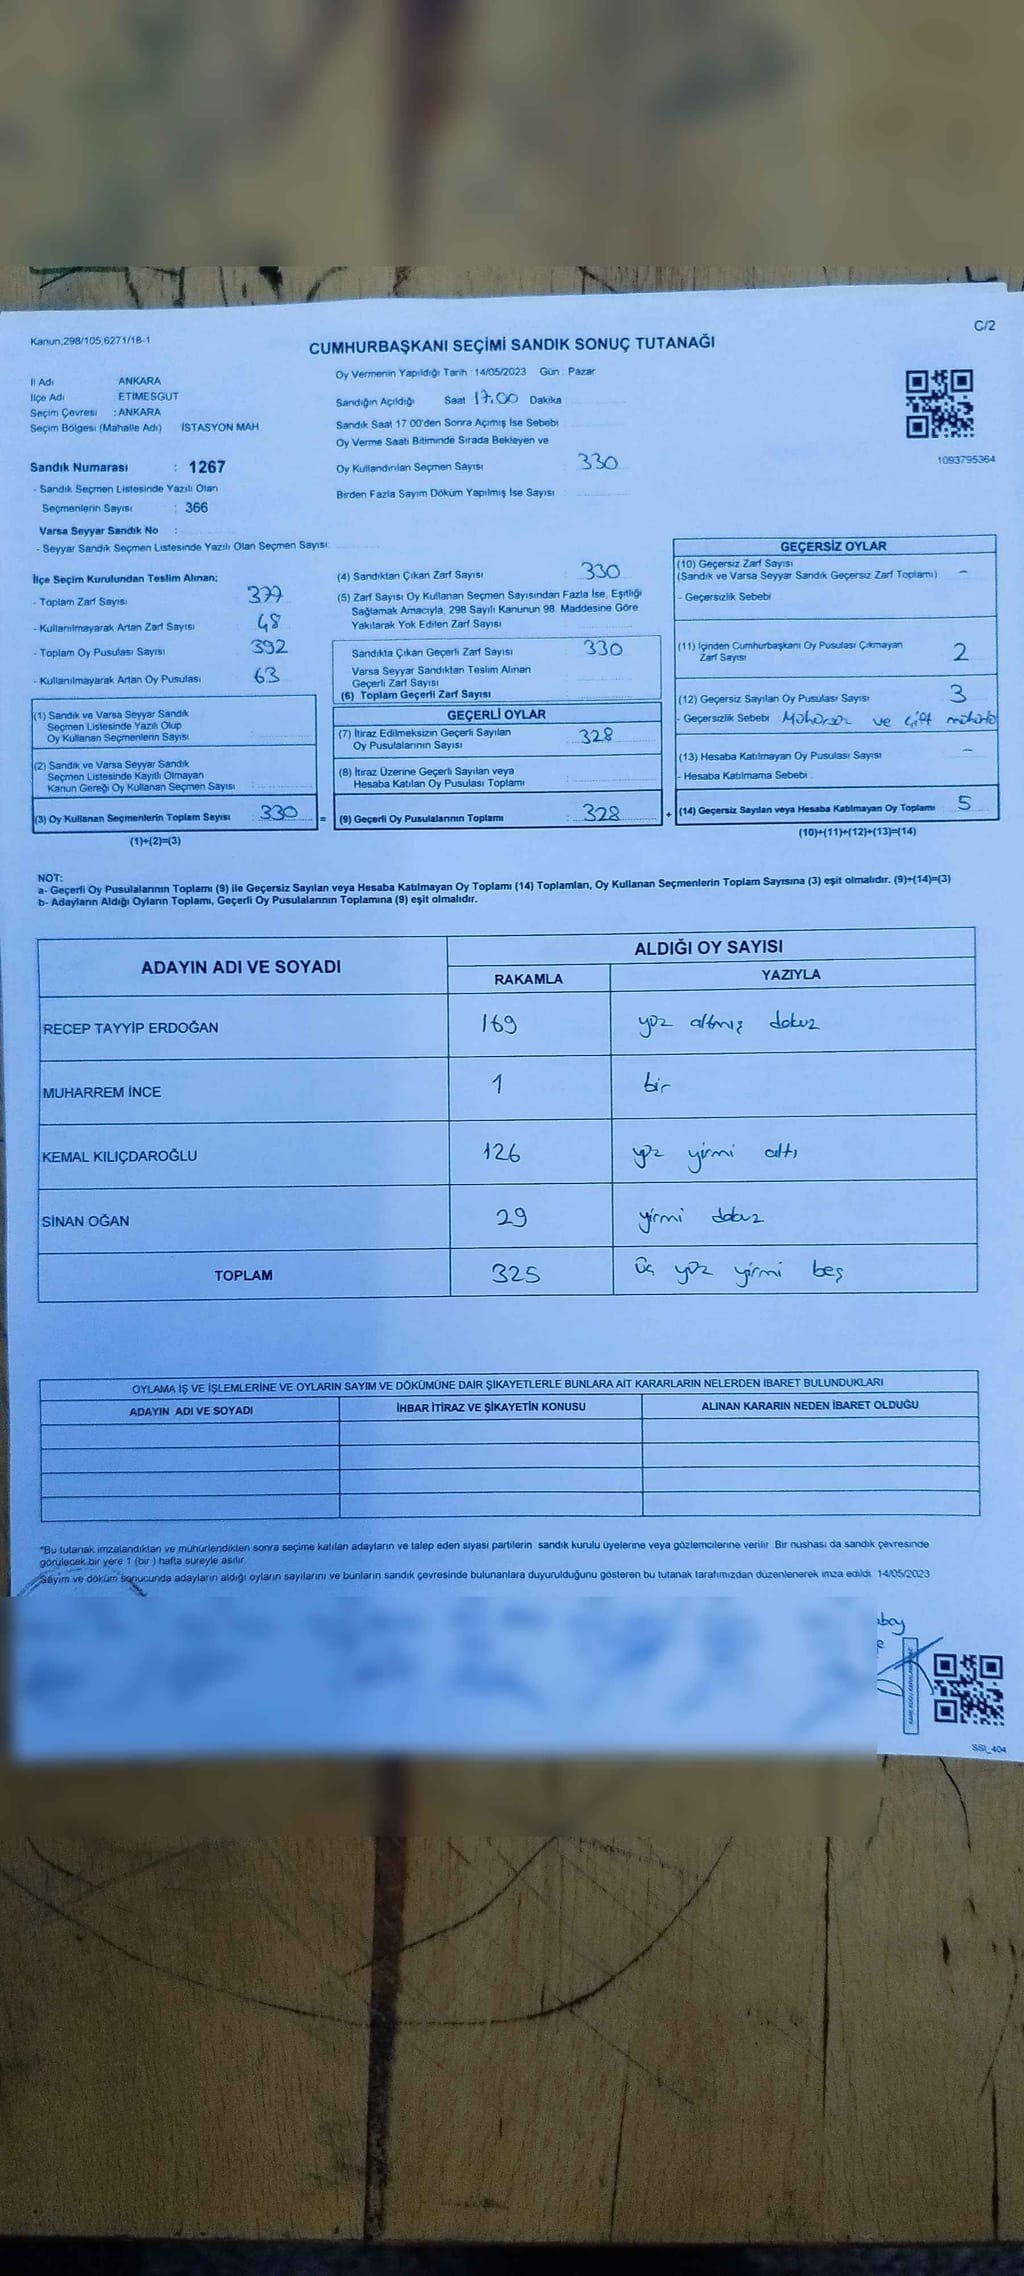 C/2
Kanun,298/105,6271/18-1
CUMHURBAŞKANI SEÇİMİ SANDIK SONUÇ TUTANAĞI
İl Adı ANKARA
İlçe Adı ETİMESGUT
Seçim Çevresi : ANKARA
Seçim Bölgesi (Mahalle Adı) İSTASYON MAH
Oy Vermenin Yapıldığı Tarih : 14/05/2023 Gün : Pazar
Sandığın Açıldığı Saat 17.00 Dakika
Sandık Saat 17 00'den Sonra Açımış İse Sebebi
Oy Verme Saati Bitiminde Sırada Bekleyen ve
Oy Kullandırılan Seçmen Sayısı : 330
Birden Fazla Sayım Döküm Yapılmış İse Sayısı
1093795364
Sandık Numarası : 1267
- Sandık Seçmen Listesinde Yazılı Olan
Seçmenlerin Sayısı : 366
Varsa Seyyar Sandık No :
- Seyyar Sandık Seçmen Listesinde Yazılı Olan Seçmen Sayısı:
İlçe Seçim Kurulundan Teslim Alınan;
- Toplam Zarf Sayısı 377
- Kullanılmayarak Artan Zarf Sayısı 48
- Toplam Oy Pusulası Sayısı 392
- Kullanılmayarak Artan Oy Pusulası 63
(1) Sandık ve Varsa Seyyar Sandık
Seçmen Listesinde Yazılı Olup
Oy Kullanan Seçmenlerin Sayısı
(2) Sandık ve Varsa Seyyar Sandık
Seçmen Listesinde Kayıtlı Olmayan
Kanun Gereği Oy Kullanan Seçmen Sayısı
(3) Oy Kullanan Seçmenlerin Toplam Sayısı 330 =
(1)+(2)=(3)
(4) Sandıktan Çıkan Zarf Sayısı : 330
(5) Zarf Sayısı Oy Kullanan Seçmen Sayısından Fazla İse, Eşitliği
Sağlamak Amacıyla, 298 Sayılı Kanunun 98. Maddesine Göre
Yakılarak Yok Edilen Zarf Sayısı
Sandıkta Çıkan Geçerli Zarf Sayısı : 330
Varsa Seyyar Sandıktan Teslim Alınan
Geçerli Zarf Sayısı
(6) Toplam Geçerli Zarf Sayısı
GEÇERLİ OYLAR
(7) İtiraz Edilmeksizin Geçerli Sayılan
Oy Pusulalarının Sayısı : 328
(8) İtiraz Üzerine Geçerli Sayılan veya
Hesaba Katılan Oy Pusulası Toplamı
(9) Geçerli Oy Pusulalarının Toplamı : 328 +
GEÇERSİZ OYLAR
(10) Geçersiz Zarf Sayısı
(Sandık ve Varsa Seyyar Sandık Geçersiz Zarf Toplamı) -
- Geçersizlik Sebebi
(11) İçinden Cumhurbaşkanı Oy Pusulası Çıkmayan
Zarf Sayısı 2
(12) Geçersiz Sayılan Oy Pusulası Sayısı 3
- Geçersizlik Sebebi ve çift
(13) Hesaba Katılmayan Oy Pusulası Sayısı -
- Hesaba Katılmama Sebebi
(14) Geçersiz Sayılan veya Hesaba Katılmayan Oy Toplamı 5
(10)+(11)+(12)+(13)=(14)
NOT:
a- Geçerli Oy Pusulalarının Toplamı (9) ile Geçersiz Sayılan veya Hesaba Katılmayan Oy Toplamı (14) Toplamları, Oy Kullanan Seçmenlerin Toplam Sayısına (3) eşit olmalıdır. (9)+(14)=(3)
b- Adayların Aldığı Oyların Toplamı, Geçerli Oy Pusulalarının Toplamına (9) eşit olmalıdır.
ADAYIN ADI VE SOYADI ALDIĞI OY SAYISI
RAKAMLA YAZIYLA
RECEP TAYYİP ERDOĞAN 169 yüz altmış dokuz
MUHARREM İNCE 1 bir
KEMAL KILIÇDAROĞLU 126 yüz yirmi altı
SİNAN OĞAN 29 yirmi dokuz
TOPLAM 325 üç yüz yirmi beş
OYLAMA İŞ VE İŞLEMLERİNE VE OYLARIN SAYIM VE DÖKÜMÜNE DAİR ŞİKAYETLERLE BUNLARA AİT KARARLARIN NELERDEN İBARET BULUNDUKLARI
ADAYIN ADI VE SOYADI İHBAR İTİRAZ VE ŞİKAYETİN KONUSU ALINAN KARARIN NEDEN İBARET OLDUĞU
*Bu tutanak imzalandıktan ve mühürlendikten sonra seçime katılan adayların ve talep eden siyasi partilerin sandık kurulu üyelerine veya gözlemcilerine verilir. Bir nüshası da sandık çevresinde
görülecek bir yere 1 (bir ) hafta süreyle asılır.
Sayım ve döküm sonucunda adayların aldığı oyların sayılarını ve bunların sandık çevresinde bulunanlara duyurulduğunu gösteren bu tutanak tarafımızdan düzenlenerek imza edildi. 14/05/2023
SSI_404